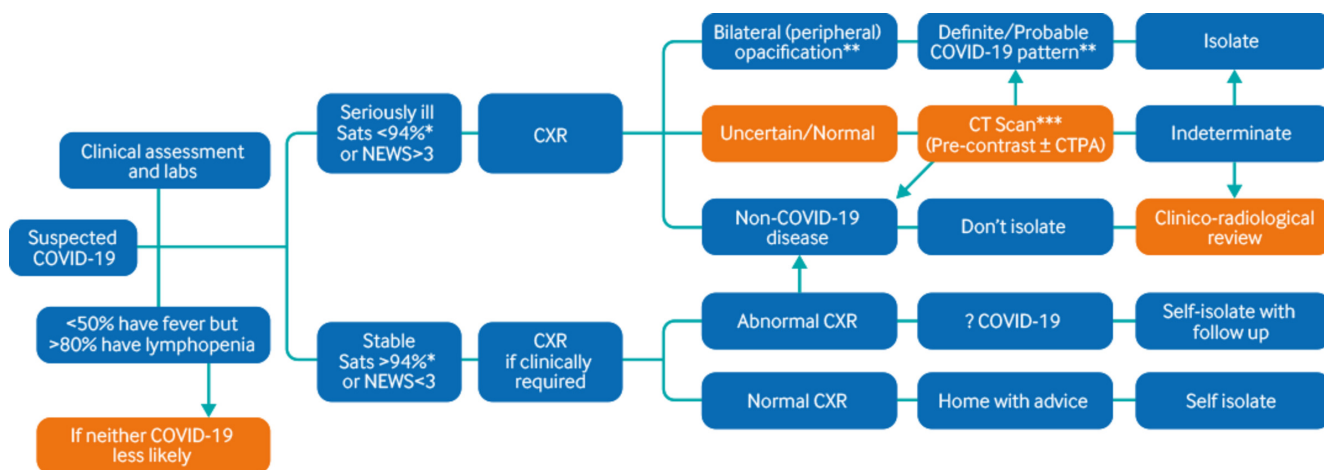 Suspected
COVID-19
Clinical assessment
and labs
<50% have fever but
>80% have lymphopenia
If neither COVID-19
less likely
Seriously ill
Sats <94%*
or NEWS>3
CXR
Bilateral (peripheral)
opacification**
Definite/Probable
COVID-19 pattern**
Isolate
Uncertain/Normal
CT Scan***
(Pre-contrast ± CTPA)
Indeterminate
Non-COVID-19
disease
Don’t isolate
Clinico-radiological
review
Stable
Sats >94%*
or NEWS<3
CXR
if clinically
required
Abnormal CXR
? COVID-19
Self-isolate with
follow up
Normal CXR
Home with advice
Self isolate